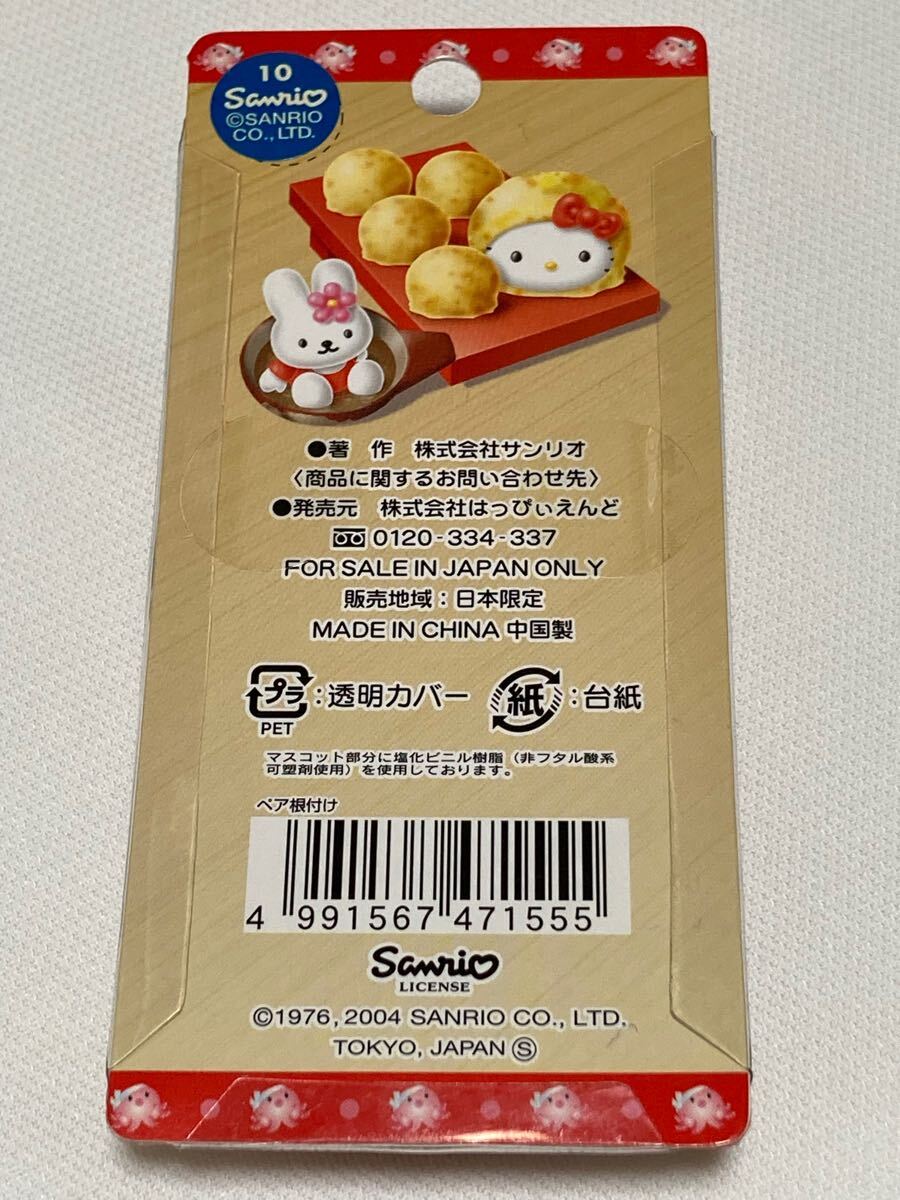 10
Sanrio
©SANRIO
CO., LTD.
●著 作 株式会社サンリオ
〈商品に関するお問い合わせ先〉
●発売元 株式会社はっぴぃえんど
0120-334-337
FOR SALE IN JAPAN ONLY
販売地域：日本限定
MADE IN CHINA 中国製
プラ：透明カバー 紙：台紙
PET
マスコット部分に塩化ビニル樹脂（非フタル酸系
可塑剤使用）を使用しております。
ペア根付け
4 991567 471555
Sanrio
LICENSE
©1976, 2004 SANRIO CO., LTD.
TOKYO, JAPAN Ⓢ